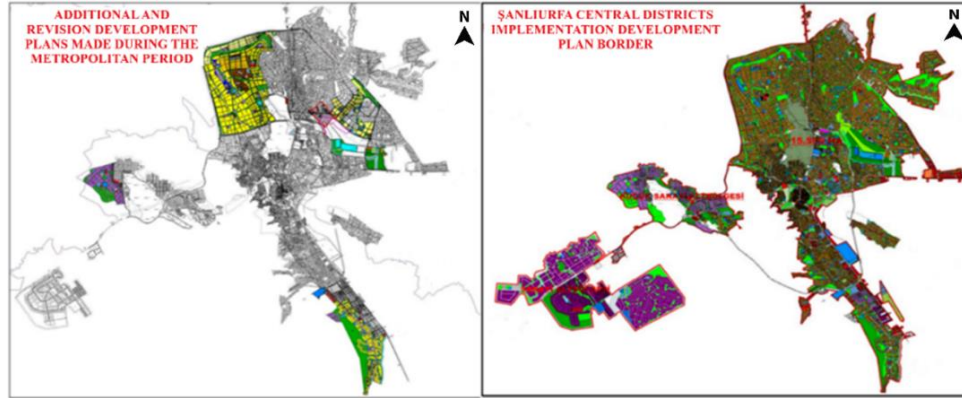 ADDITIONAL AND
REVISION DEVELOPMENT
PLANS MADE DURING THE
METROPOLITAN PERIOD
N
ŞANLIURFA CENTRAL DISTRICTS
IMPLEMENTATION DEVELOPMENT
PLAN BORDER
N